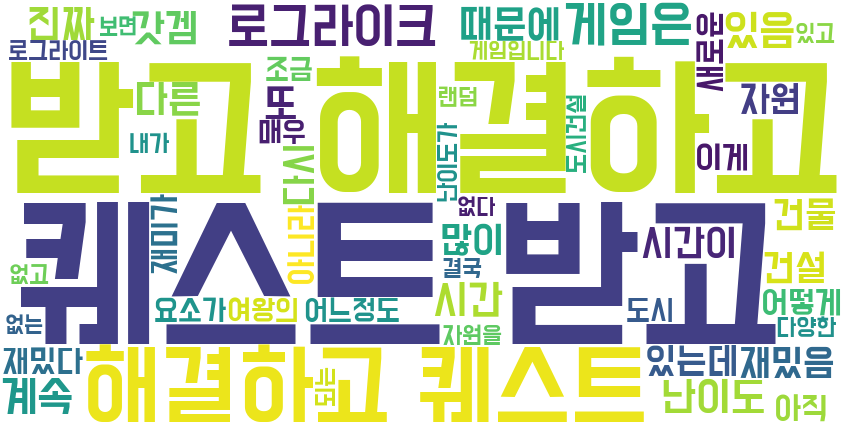 진짜 보면 갓겜 로그라이크 때문에 게임은 있음 있고
로그라이트 조금 게임입니다 새로운
받고 해결하고
다른 또 매우 랜덤 도시건설 자원
내가 다시 난이도가 이게
퀘스트 받고
재미가 아니라 없다 많이 시간이 건물
없고 결국 건설
없는 요소가 여왕의 어느정도 시간 도시 어떻게
자원을 다양한
재밌다 해결하고 퀘스트 있는데 재밌음
계속 되는 난이도 아직